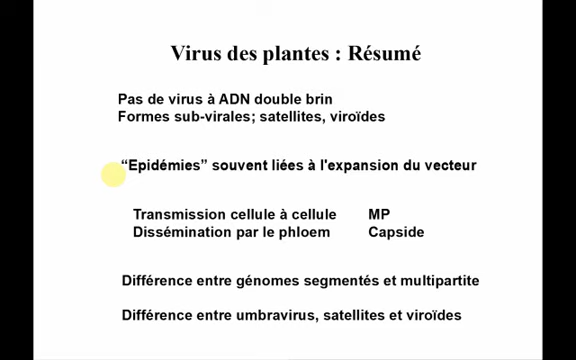 Virus des plantes : Résumé
Pas de virus à ADN double brin
Formes sub-virales; satellites, viroïdes
“Epidémies” souvent liées à l'expansion du vecteur
Transmission cellule à cellule MP
Dissémination par le phloem Capside
Différence entre génomes segmentés et multipartite
Différence entre umbravirus, satellites et viroïdes